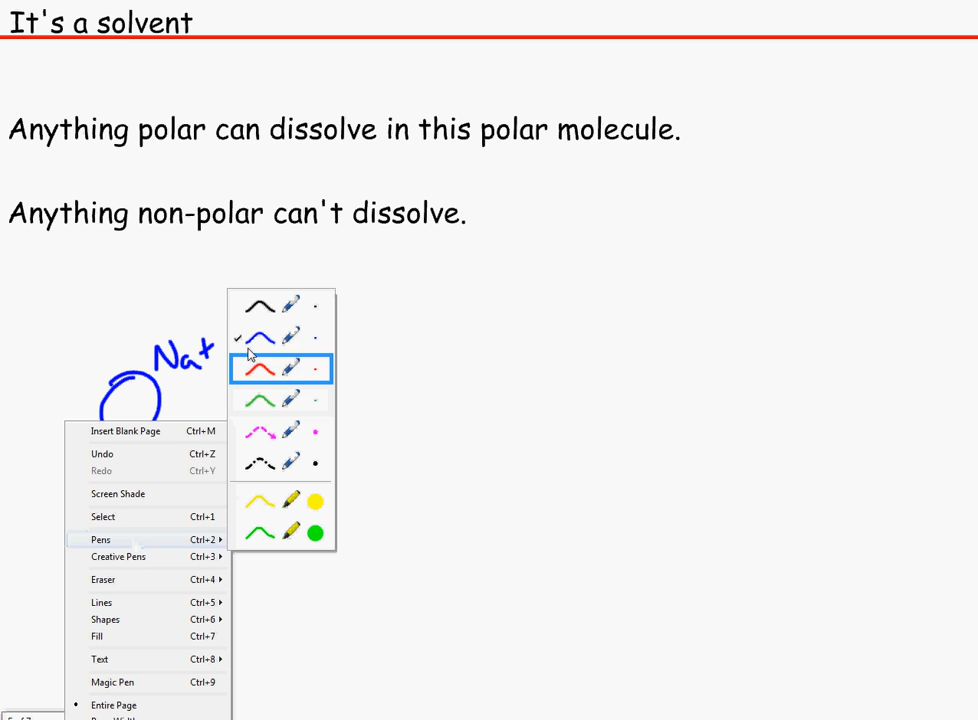 It's a solvent
Anything polar can dissolve in this polar molecule.
Anything non-polar can't dissolve.
Na+
Insert Blank Page Ctrl+M
Undo Ctrl+Z
Redo Ctrl+Y
Screen Shade
Select Ctrl+1
Pens Ctrl+2
Creative Pens Ctrl+3
Eraser Ctrl+4
Lines Ctrl+5
Shapes Ctrl+6
Fill Ctrl+7
Text Ctrl+8
Magic Pen Ctrl+9
Entire Page